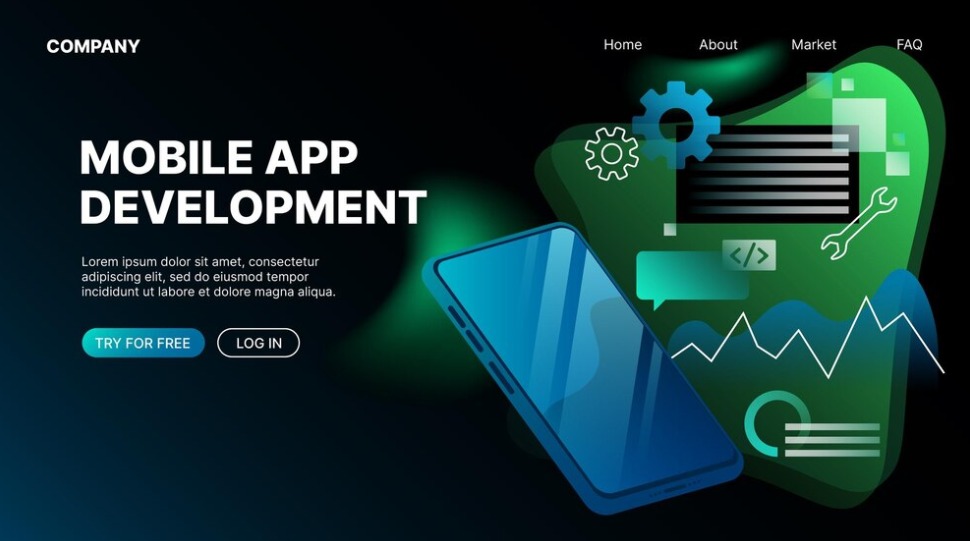 COMPANY
Home
About
Market
FAQ
MOBILE APP
DEVELOPMENT
Lorem ipsum dolor sit amet, consectetur
adipiscing elit, sed do eiusmod tempor
incididunt ut labore et dolore magna aliqua.
TRY FOR FREE
LOG IN
</>